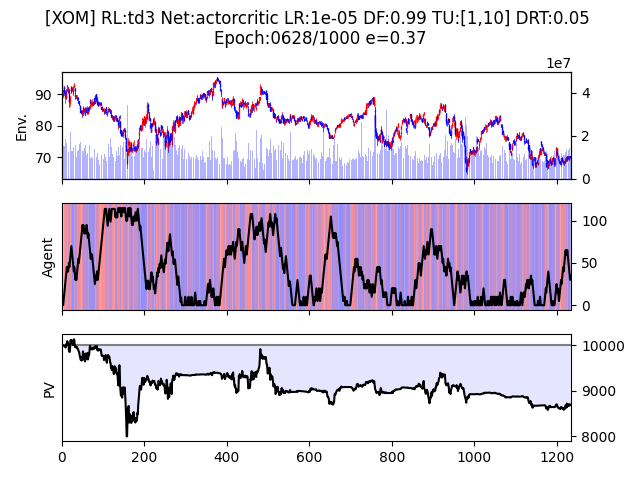 [XOM] RL:td3 Net:actorcritic LR:1e-05 DF:0.99 TU:[1,10] DRT:0.05
Epoch:0628/1000 e=0.37
1e7
Env.
90
80
70
4
2
0
Agent
100
50
0
PV
10000
9000
8000
0 200 400 600 800 1000 1200